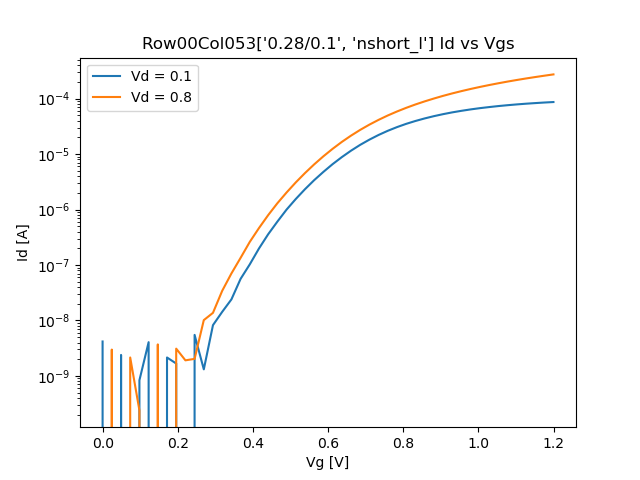 Row00Col053['0.28/0.1', 'nshort_l'] Id vs Vgs
Vd = 0.1
Vd = 0.8
10⁻⁴
10⁻⁵
10⁻⁶
10⁻⁷
10⁻⁸
10⁻⁹
Id [A]
0.0 0.2 0.4 0.6 0.8 1.0 1.2
Vg [V]